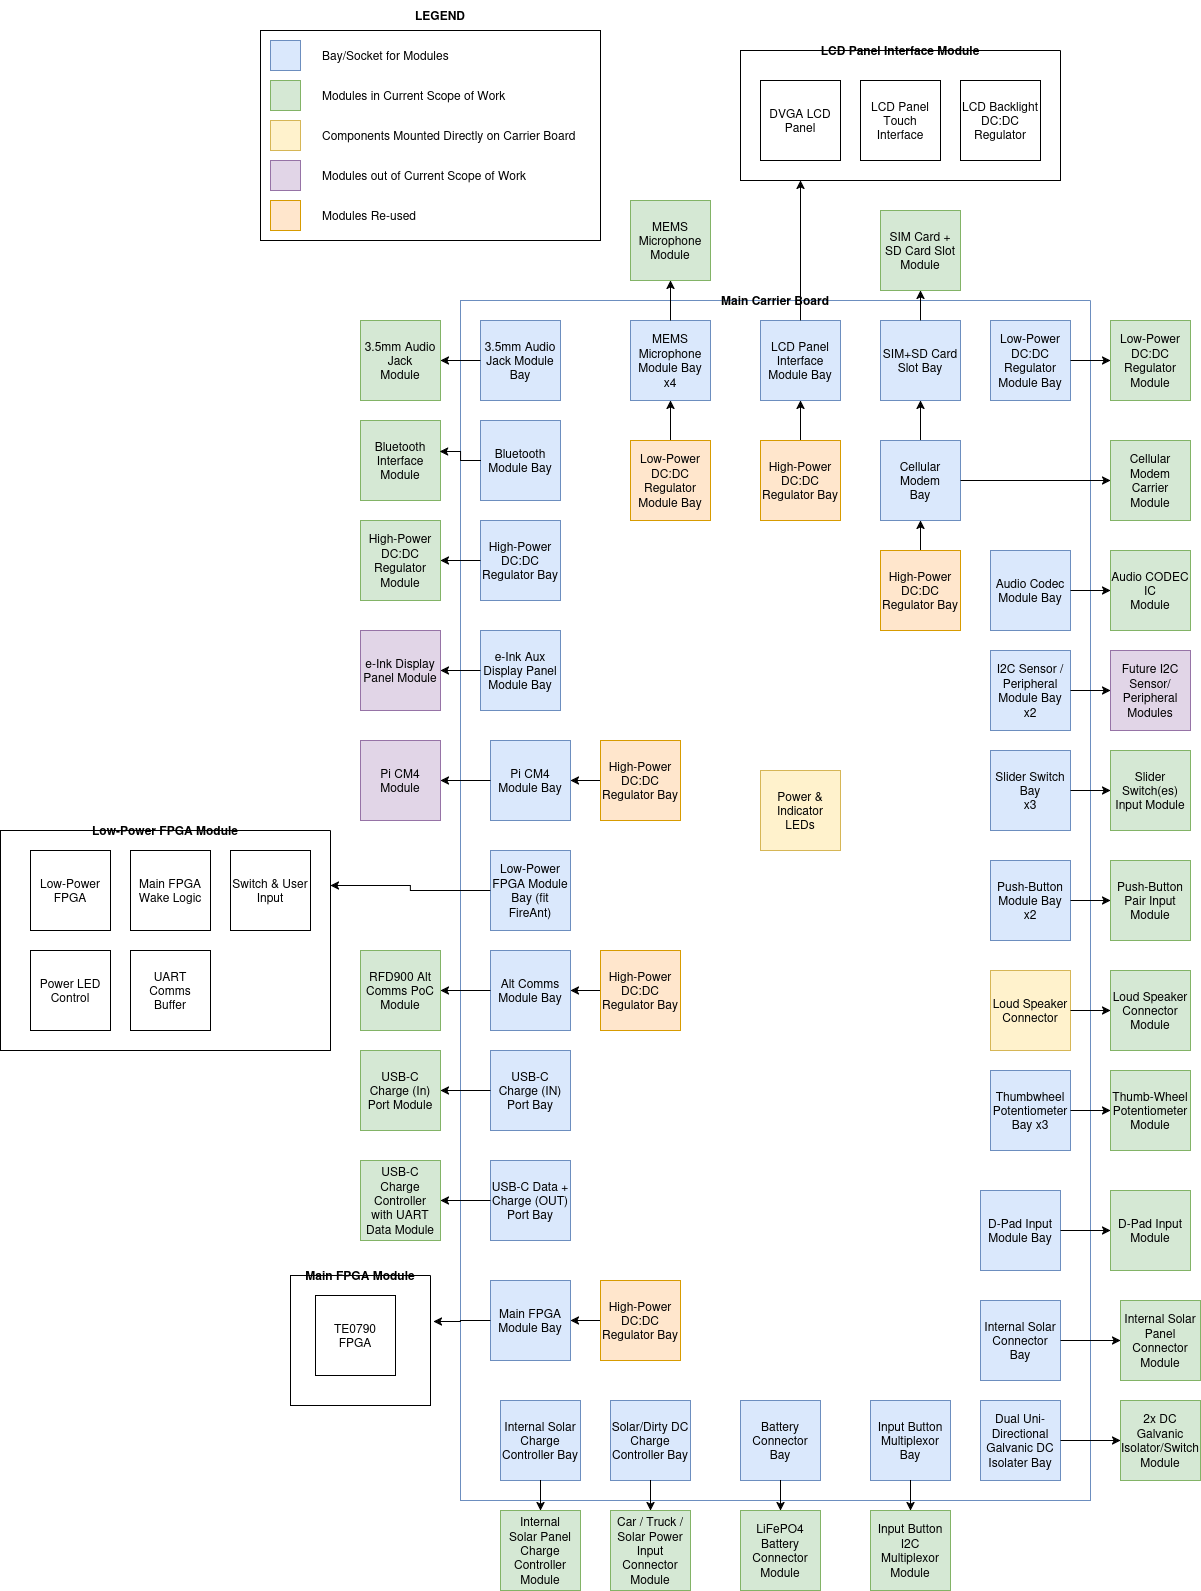 LEGEND
Bay/Socket for Modules
Modules in Current Scope of Work
Components Mounted Directly on Carrier Board
Modules out of Current Scope of Work
Modules Re-used
LCD Panel Interface Module
DVGA LCD
Panel
LCD Panel
Touch
Interface
LCD Backlight
DC:DC
Regulator
MEMS
Microphone
Module
SIM Card +
SD Card Slot
Module
Main Carrier Board
3.5mm Audio
Jack
Module
3.5mm Audio
Jack Module
Bay
MEMS
Microphone
Module Bay
x4
LCD Panel
Interface
Module Bay
SIM+SD Card
Slot Bay
Low-Power
DC:DC
Regulator
Module Bay
Low-Power
DC:DC
Regulator
Module
Bluetooth
Interface
Module
Bluetooth
Module Bay
Low-Power
DC:DC
Regulator
Module Bay
High-Power
DC:DC
Regulator Bay
Cellular
Modem
Bay
Cellular
Modem
Carrier
Module
High-Power
DC:DC
Regulator
Module
High-Power
DC:DC
Regulator Bay
High-Power
DC:DC
Regulator Bay
Audio Codec
Module Bay
Audio CODEC
IC
Module
e-Ink Display
Panel Module
e-Ink Aux
Display Panel
Module Bay
I2C Sensor /
Peripheral
Module Bay
x2
Future I2C
Sensor/
Peripheral
Modules
Pi CM4
Module
Pi CM4
Module Bay
High-Power
DC:DC
Regulator Bay
Power &
Indicator
LEDs
Slider Switch
Bay
x3
Slider
Switch(es)
Input Module
Low-Power FPGA Module
Low-Power
FPGA
Main FPGA
Wake Logic
Switch & User
Input
Power LED
Control
UART
Comms
Buffer
Low-Power
FPGA Module
Bay (fit
FireAnt)
Push-Button
Module Bay
x2
Push-Button
Pair Input
Module
RFD900 Alt
Comms PoC
Module
Alt Comms
Module Bay
High-Power
DC:DC
Regulator Bay
Loud Speaker
Connector
Loud Speaker
Connector
Module
USB-C
Charge (In)
Port Module
USB-C
Charge (IN)
Port Bay
Thumbwheel
Potentiometer
Bay x3
Thumb-Wheel
Potentiometer
Module
USB-C
Charge
Controller
with UART
Data Module
USB-C Data +
Charge (OUT)
Port Bay
D-Pad Input
Module Bay
D-Pad Input
Module
Main FPGA Module
TE0790
FPGA
Main FPGA
Module Bay
High-Power
DC:DC
Regulator Bay
Internal Solar
Connector
Bay
Internal Solar
Panel
Connector
Module
Internal Solar
Charge
Controller Bay
Solar/Dirty DC
Charge
Controller Bay
Battery
Connector
Bay
Input Button
Multiplexor
Bay
Dual Uni-
Directional
Galvanic DC
Isolater Bay
2x DC
Galvanic
Isolator/Switch
Module
Internal
Solar Panel
Charge
Controller
Module
Car / Truck /
Solar Power
Input
Connector
Module
LiFePO4
Battery
Connector
Module
Input Button
I2C
Multiplexor
Module